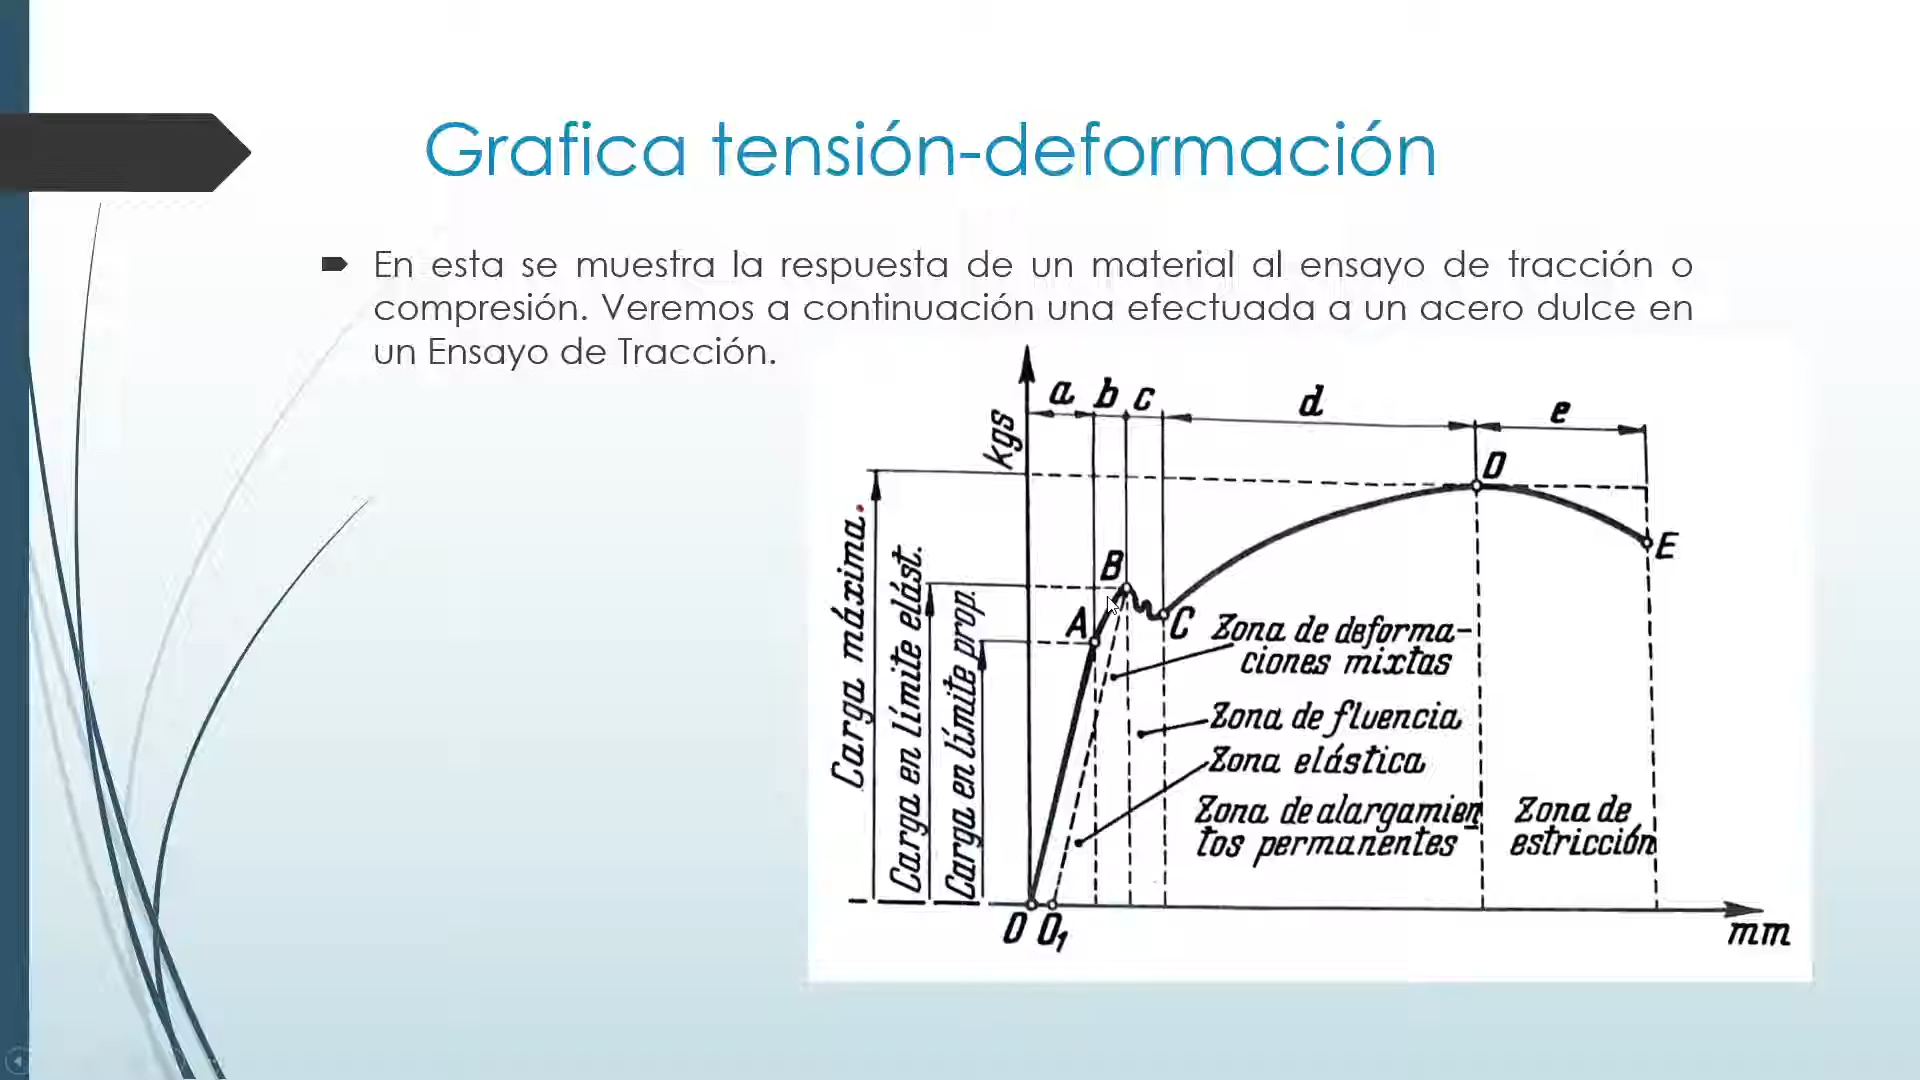 Grafica tensión-deformación
En esta se muestra la respuesta de un material al ensayo de tracción o
compresión. Veremos a continuación una efectuada a un acero dulce en
un Ensayo de Tracción.
a b c d e
kgs
D
E
B
A
C
Carga máxima.
Carga en límite elást.
Carga en límite prop.
Zona de deforma-
ciones mixtas
Zona de fluencia
Zona elástica
Zona de alargamien
tos permanentes
Zona de
estricción
O O₁
mm